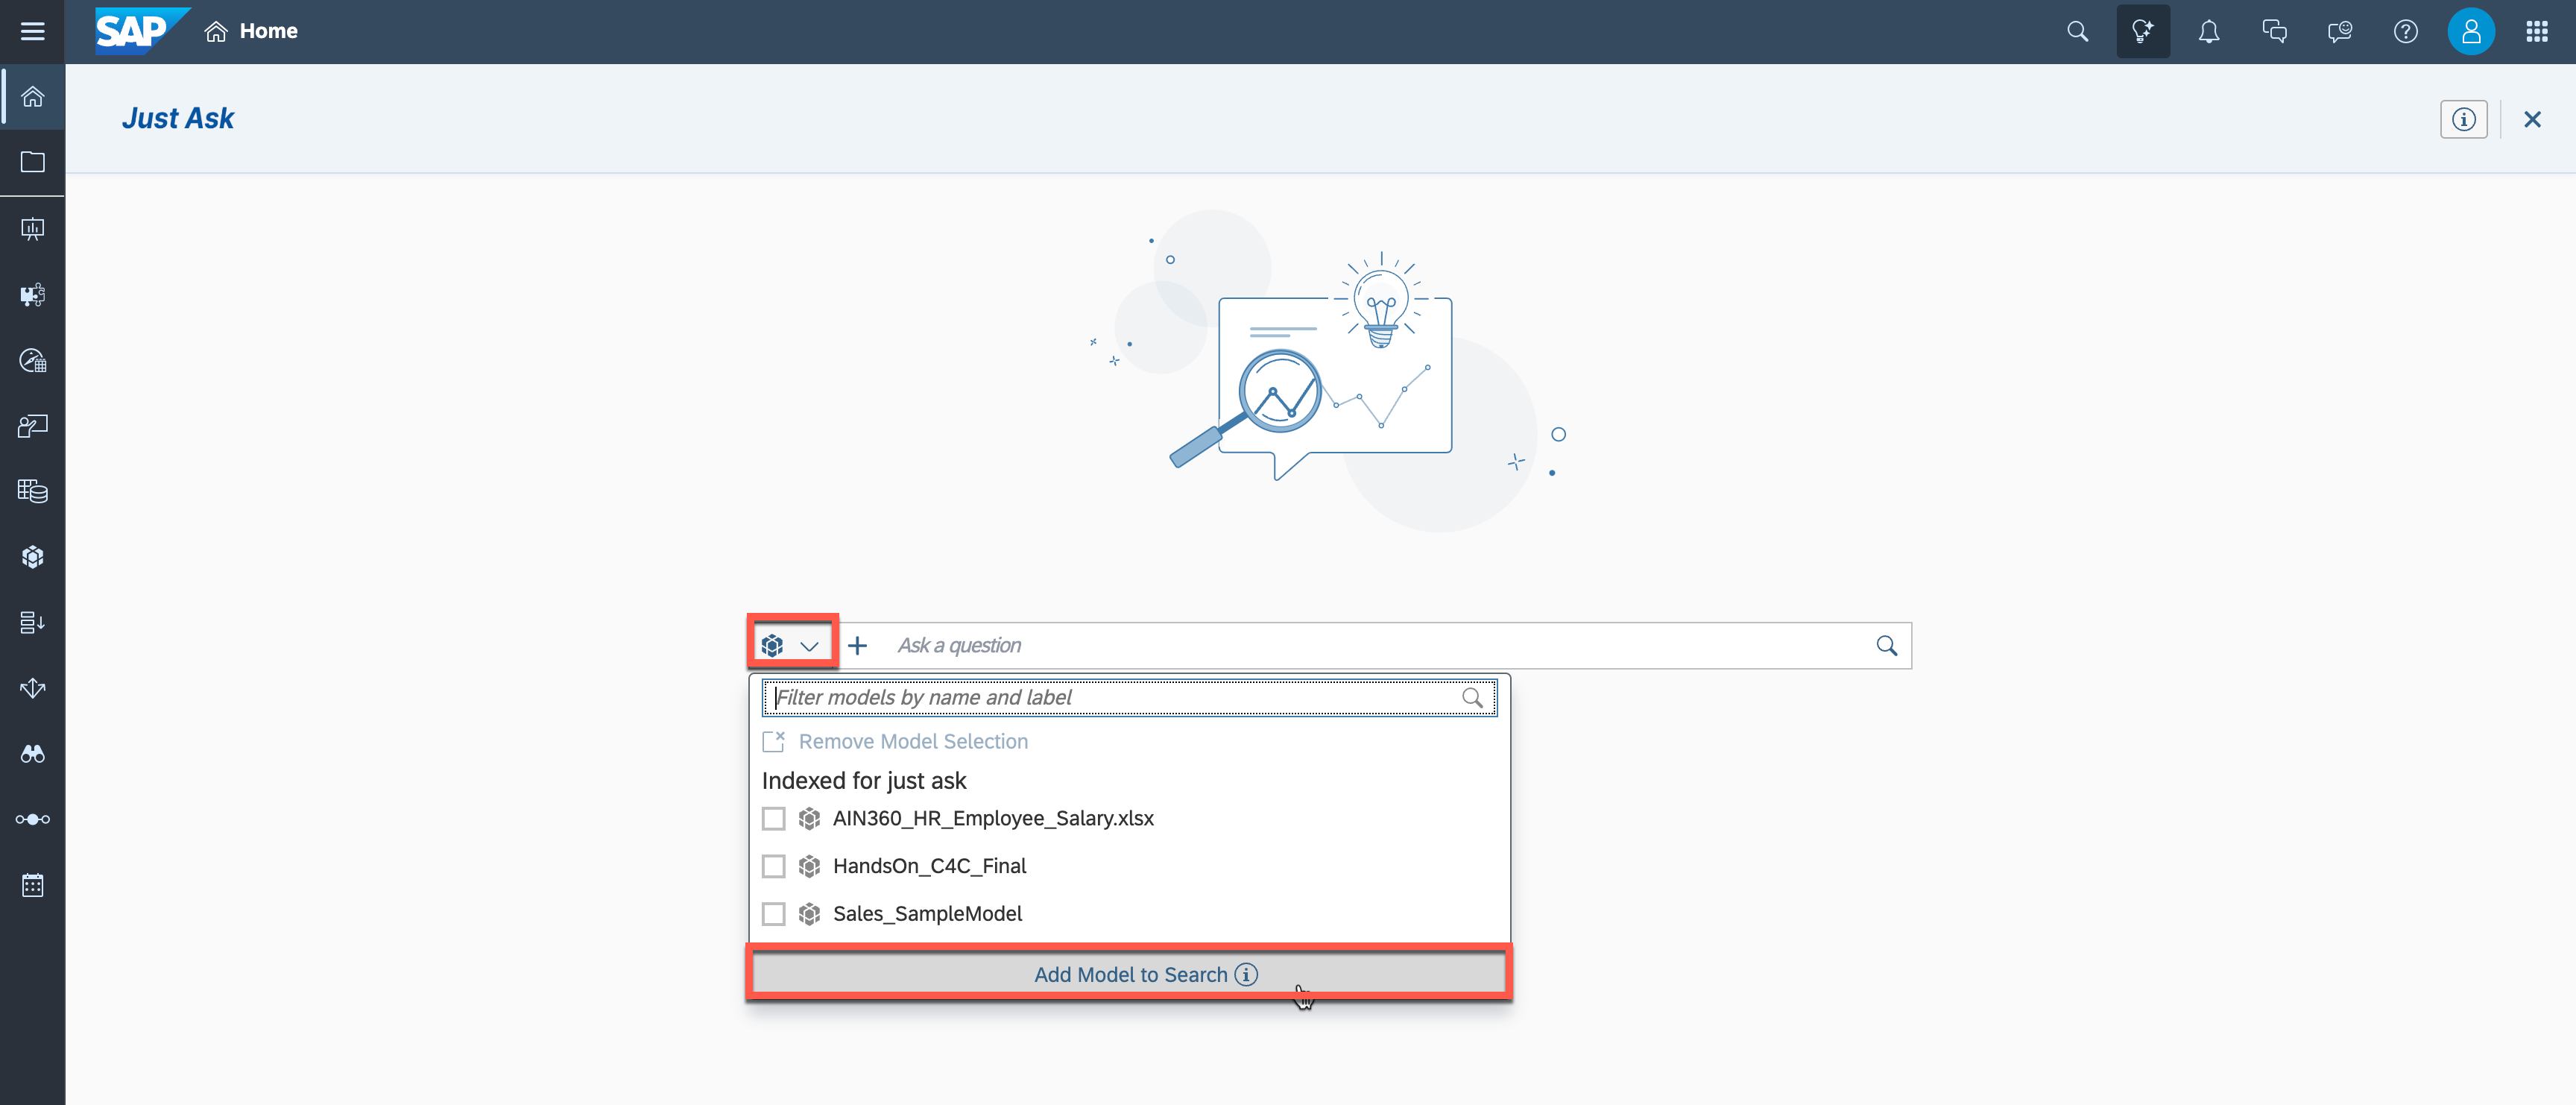 SAP
Home
Just Ask
Ask a question
Filter models by name and label
Remove Model Selection
Indexed for just ask
AIN360_HR_Employee_Salary.xlsx
HandsOn_C4C_Final
Sales_SampleModel
Add Model to Search